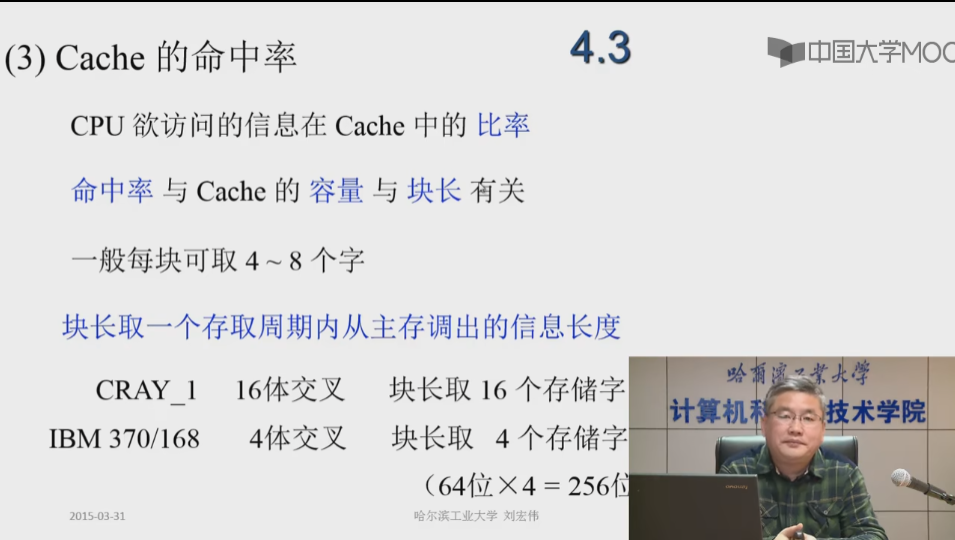 (3) Cache 的命中率
4.3
中国大学MOO
CPU 欲访问的信息在 Cache 中的 比率
命中率 与 Cache 的 容量 与 块长 有关
一般每块可取 4 ~ 8 个字
块长取一个存取周期内从主存调出的信息长度
CRAY_1 16体交叉 块长取 16 个存储字
IBM 370/168 4体交叉 块长取 4 个存储字
（64位×4 = 256位
哈尔滨工业大学
计算机科 技术学院
2015-03-31
哈尔滨工业大学 刘宏伟